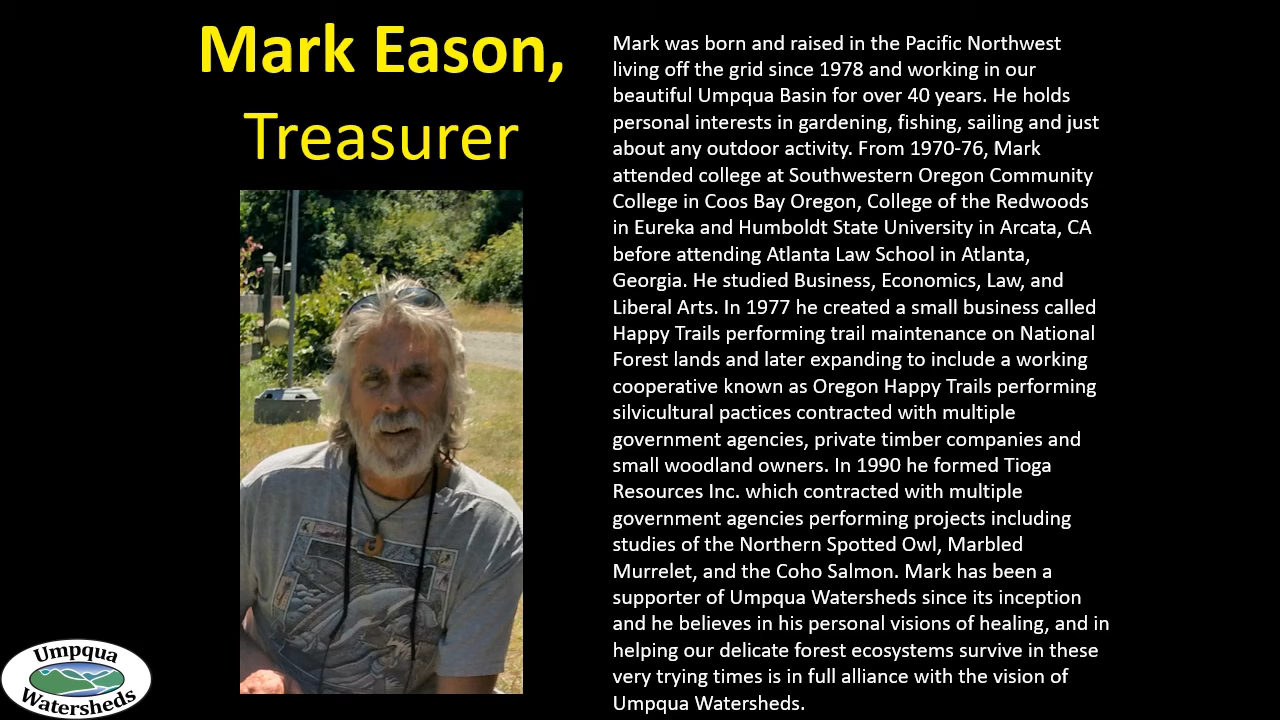 Mark Eason,
Treasurer
Mark was born and raised in the Pacific Northwest
living off the grid since 1978 and working in our
beautiful Umpqua Basin for over 40 years. He holds
personal interests in gardening, fishing, sailing and just
about any outdoor activity. From 1970-76, Mark
attended college at Southwestern Oregon Community
College in Coos Bay Oregon, College of the Redwoods
in Eureka and Humboldt State University in Arcata, CA
before attending Atlanta Law School in Atlanta,
Georgia. He studied Business, Economics, Law, and
Liberal Arts. In 1977 he created a small business called
Happy Trails performing trail maintenance on National
Forest lands and later expanding to include a working
cooperative known as Oregon Happy Trails performing
silvicultural pactices contracted with multiple
government agencies, private timber companies and
small woodland owners. In 1990 he formed Tioga
Resources Inc. which contracted with multiple
government agencies performing projects including
studies of the Northern Spotted Owl, Marbled
Murrelet, and the Coho Salmon. Mark has been a
supporter of Umpqua Watersheds since its inception
and he believes in his personal visions of healing, and in
helping our delicate forest ecosystems survive in these
very trying times is in full alliance with the vision of
Umpqua Watersheds.
Umpqua
Watersheds